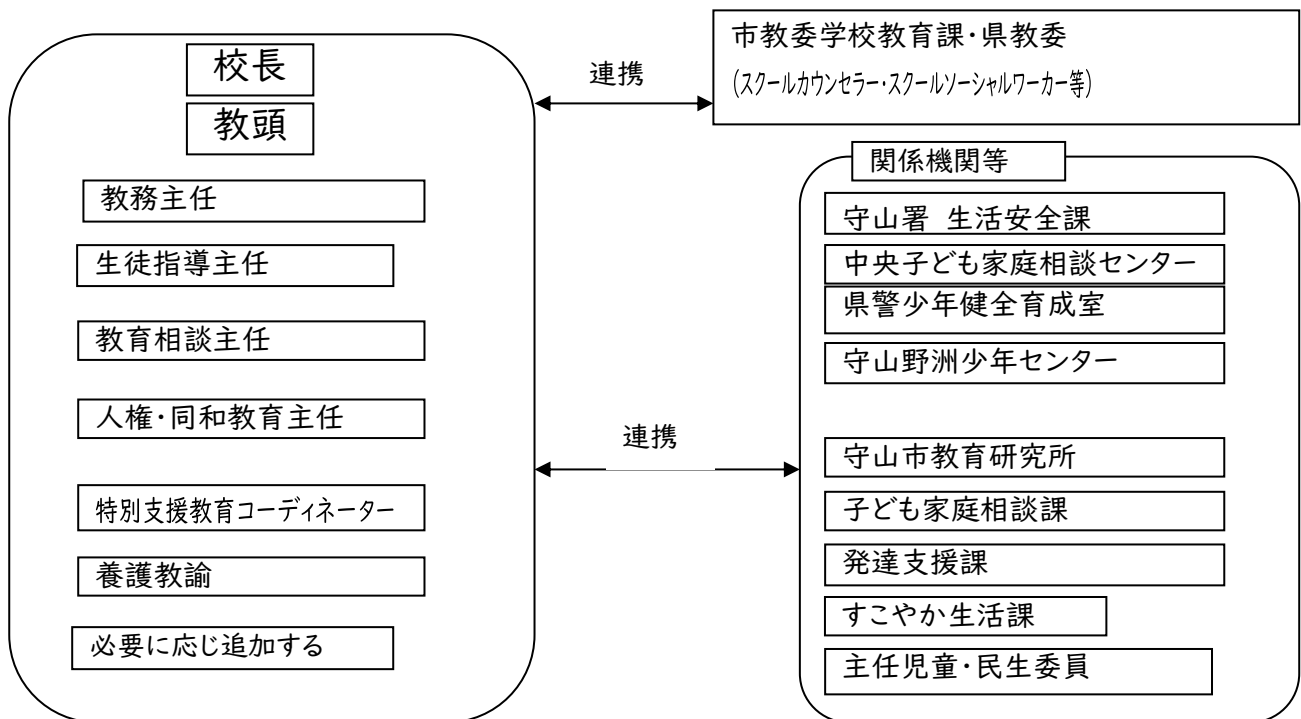 校長
教頭
教務主任
生徒指導主任
教育相談主任
人権・同和教育主任
特別支援教育コーディネーター
養護教諭
必要に応じ追加する
連携
市教委学校教育課・県教委
(スクールカウンセラー・スクールソーシャルワーカー等)
連携
関係機関等
守山署 生活安全課
中央子ども家庭相談センター
県警少年健全育成室
守山野洲少年センター
守山市教育研究所
子ども家庭相談課
発達支援課
すこやか生活課
主任児童・民生委員